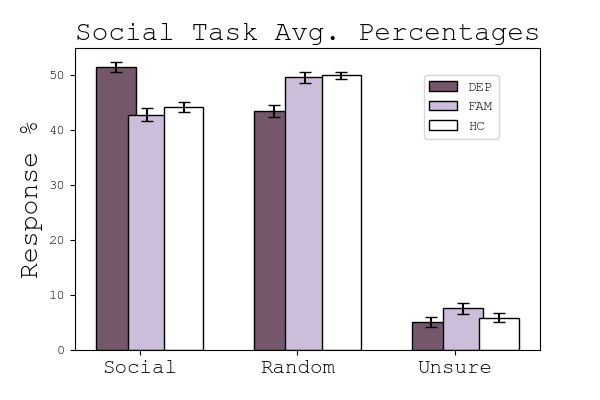 Social Task Avg. Percentages
Response %
50
40
30
20
10
0
DEP
FAM
HC
Social Random Unsure